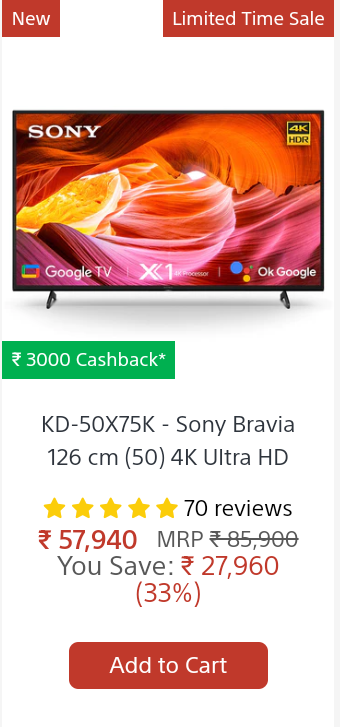 New
Limited Time Sale
SONY
4K
HDR
Google TV
X1
4K Processor
Ok Google
₹ 3000 Cashback*
KD-50X75K - Sony Bravia
126 cm (50) 4K Ultra HD
70 reviews
₹ 57,940 MRP ₹ 85,900
You Save: ₹ 27,960
(33%)
Add to Cart